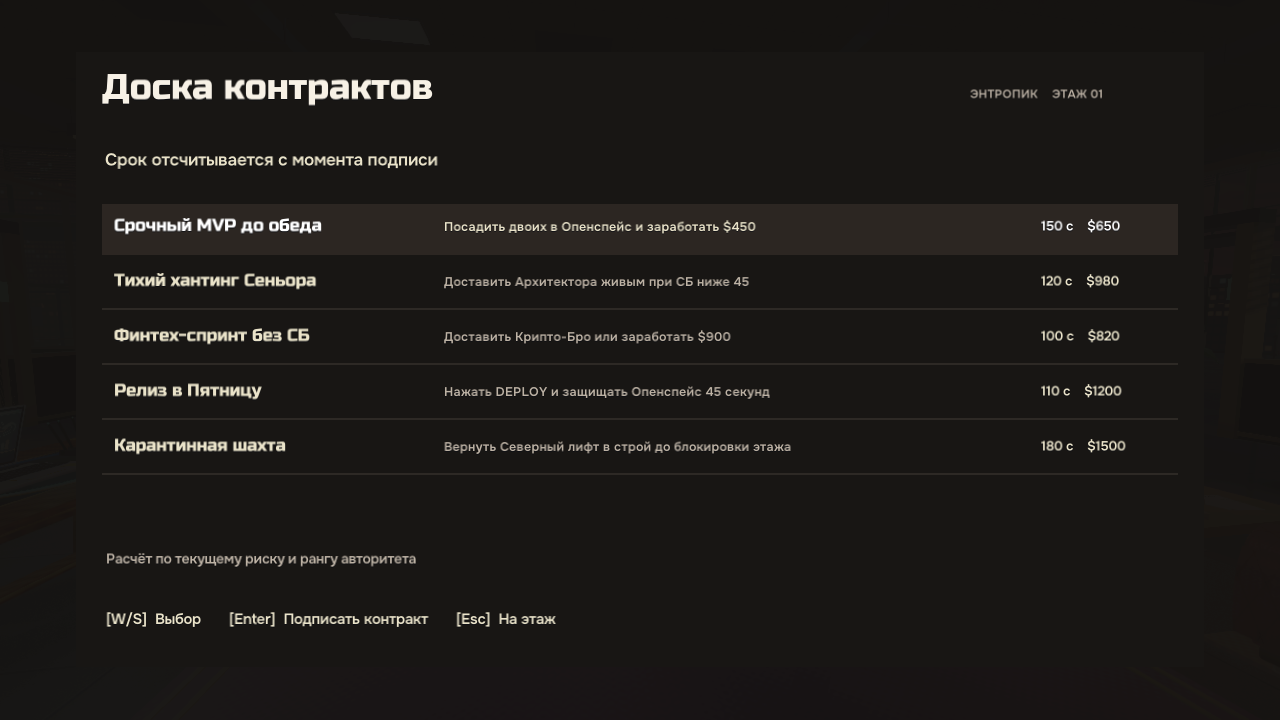 Доска контрактов
ЭНТРОПИК ЭТАЖ 01
Срок отсчитывается с момента подписи
Срочный MVP до обеда Посадить двоих в Опенспейс и заработать $450 150 с $650
Тихий хантинг Сеньора Доставить Архитектора живым при СБ ниже 45 120 с $980
Финтех-спринт без СБ Доставить Крипто-Бро или заработать $900 100 с $820
Релиз в Пятницу Нажать DEPLOY и защищать Опенспейс 45 секунд 110 с $1200
Карантинная шахта Вернуть Северный лифт в строй до блокировки этажа 180 с $1500
Расчёт по текущему риску и рангу авторитета
[W/S] Выбор [Enter] Подписать контракт [Esc] На этаж